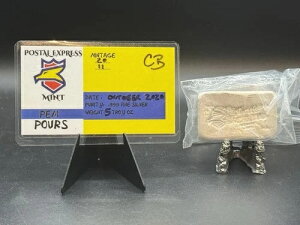 POSTAL EXPRESS
MINT
PEM
POURS
MINTAGE
20
11
CB
DATE: OCTOBER 2020
PURITY: .999 FINE SILVER
WEIGHT: 5 TROY OZ